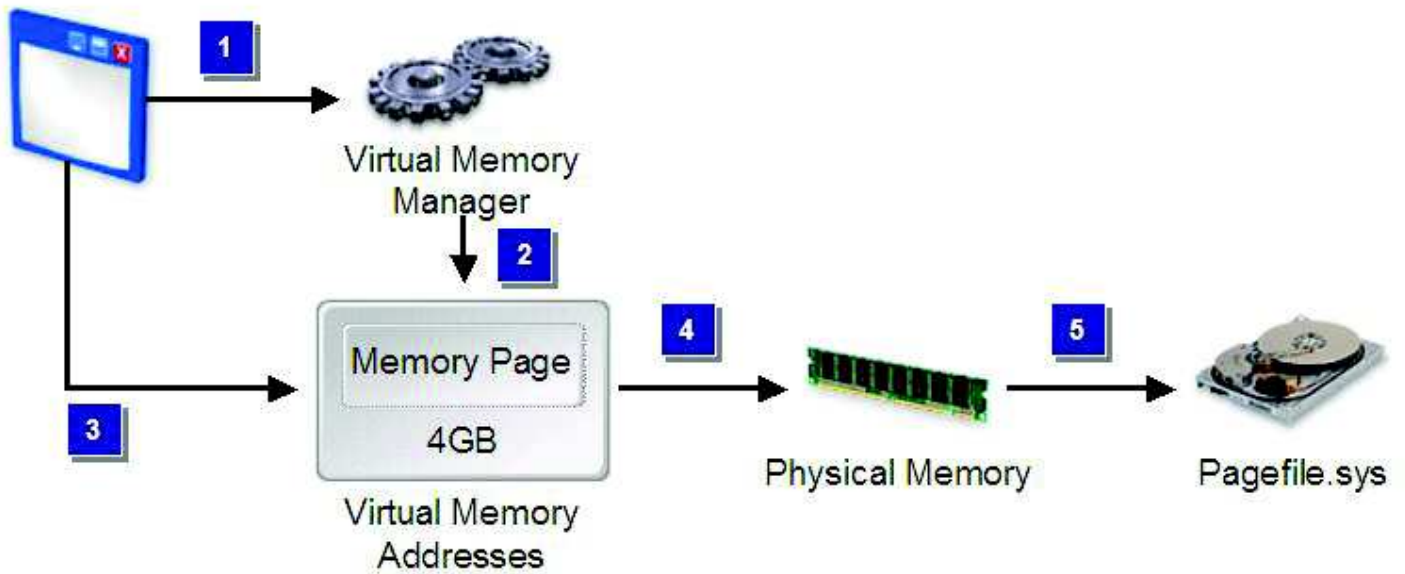 1
Virtual Memory
Manager
2
Memory Page
4GB
3
Virtual Memory
Addresses
4
Physical Memory
5
Pagefile.sys